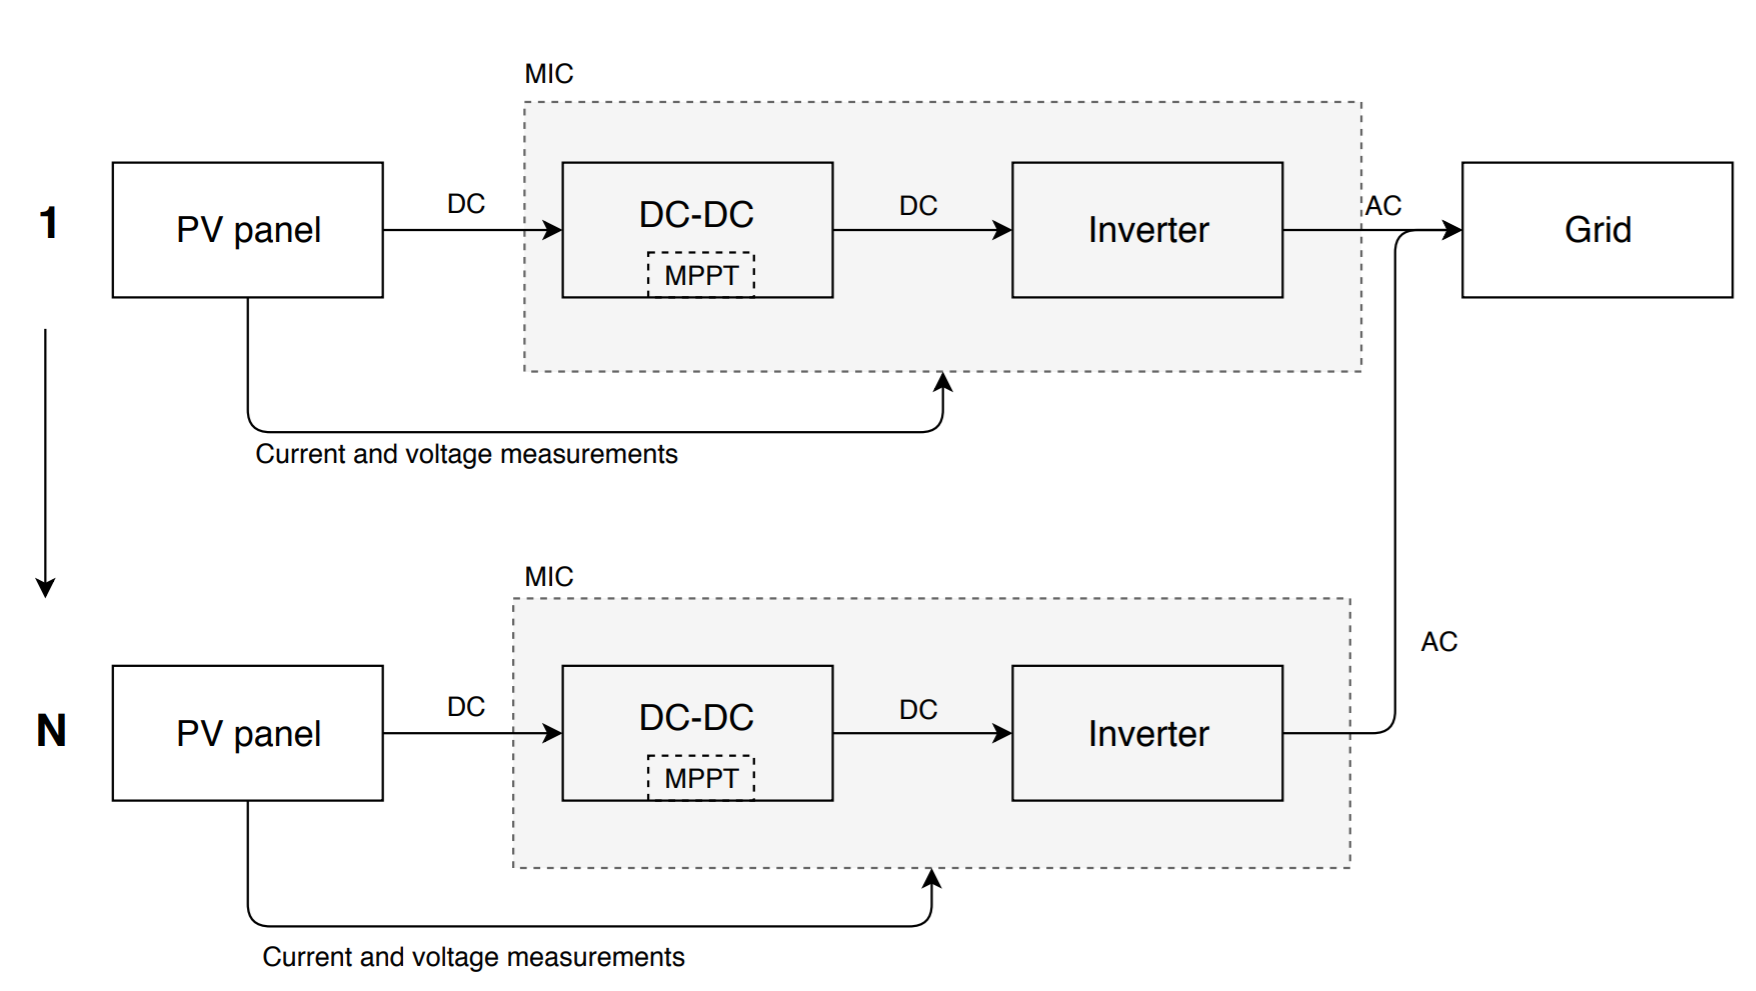 MIC
1
PV panel
DC
DC-DC
MPPT
DC
Inverter
AC
Grid
Current and voltage measurements
MIC
N
PV panel
DC
DC-DC
MPPT
DC
Inverter
AC
Current and voltage measurements